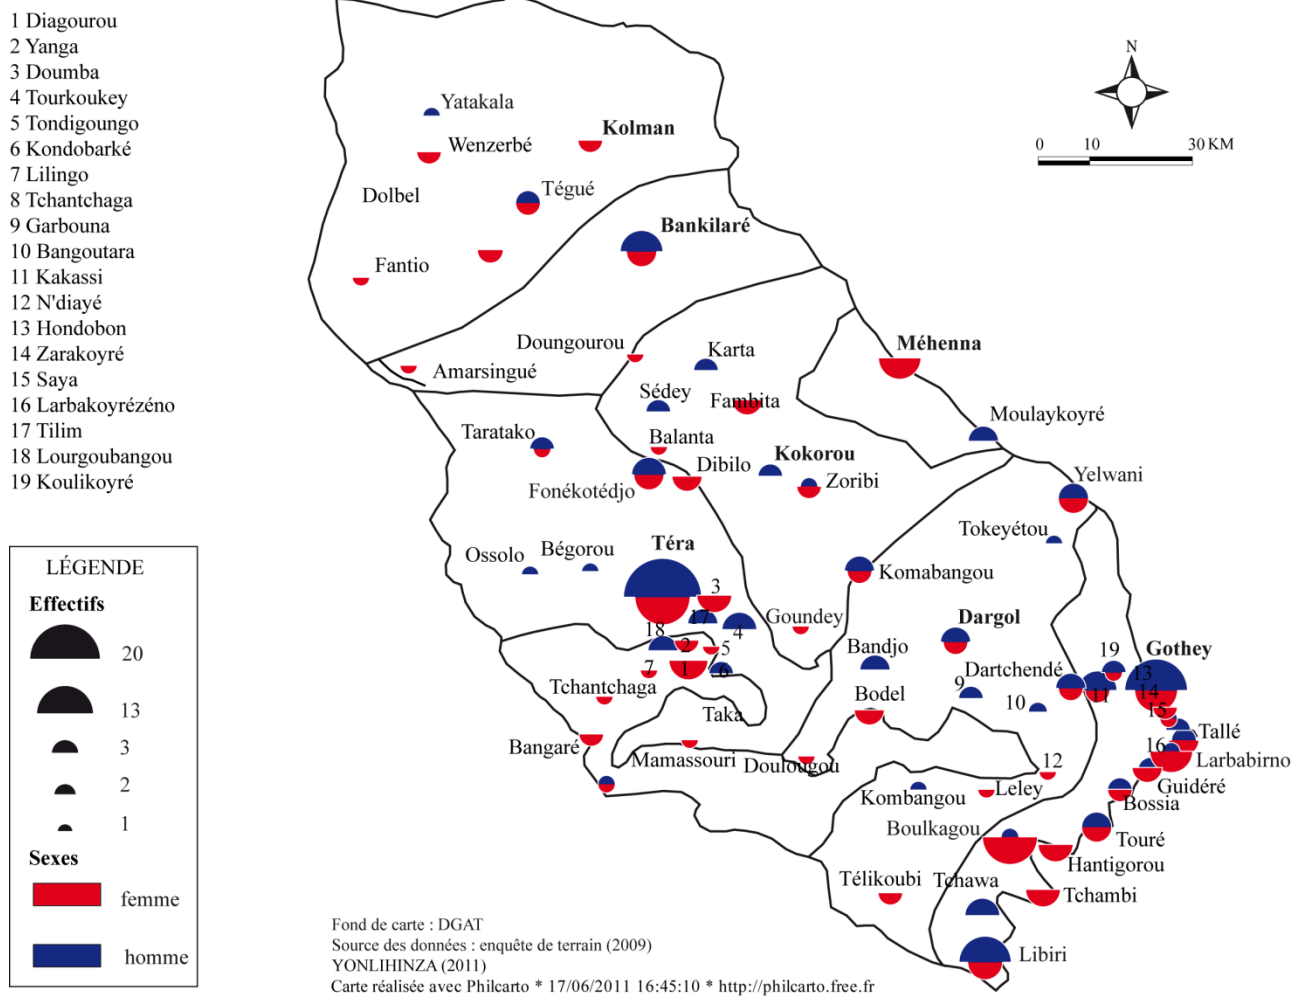 1 Diagourou
2 Yanga
3 Doumba
4 Tourkoukey
5 Tondigoungo
6 Kondobarké
7 Lilingo
8 Tchantchaga
9 Garbouna
10 Bangoutara
11 Kakassi
12 N'diayé
13 Hondobon
14 Zarakoyré
15 Saya
16 Larbakoyrézéno
17 Tilim
18 Lourgoubangou
19 Koulikoyré
LÉGENDE
Effectifs
20
13
3
2
1
Sexes
femme
homme
N
0 10 30 KM
Yatakala
Kolman
Wenzerbé
Dolbel
Tégué
Bankilaré
Fantio
Doungourou
Karta
Méhenna
Amarsingué
Sédey
Fambita
Moulaykoyré
Taratako
Balanta
Kokorou
Dibilo
Yelwani
Fonékotédjo
Zoribi
Tokeyétou
Téra
Ossolo
Bégorou
Komabangou
3
17
4
18
Goundey
Dargol
2
5
Bandjo
19
Gothey
7
1
6
Dartchendé
13
Tchantchaga
9
11
14
Bodel
10
15
Taka
Tallé
Bangaré
16
Mamassouri
Doulougou
12
Larbabirno
Kombangou
Leley
Guidéré
Bossia
Boulkagou
Touré
Hantigorou
Télikoubi
Tchawa
Tchambi
Libiri
Fond de carte : DGAT
Source des données : enquête de terrain (2009)
YONLIHINZA (2011)
Carte réalisée avec Philcarto * 17/06/2011 16:45:10 * http://philcarto.free.fr